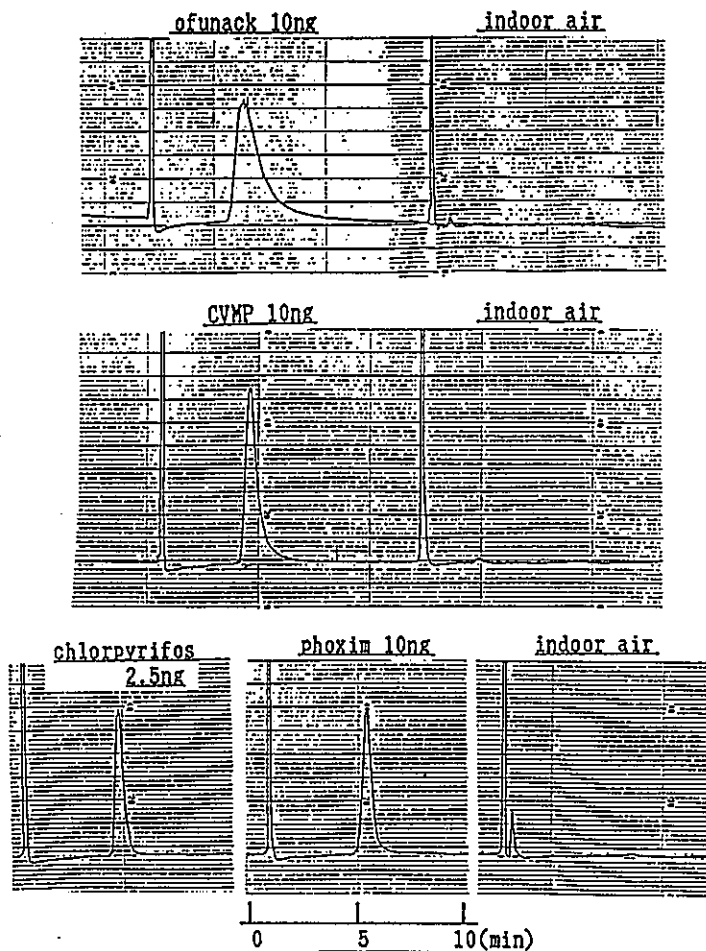 ofunack 10ng
indoor air
CVMP 10ng
indoor air
chlorpyrifos
2.5ng
phoxim 10ng
indoor air
0 5 10(min)